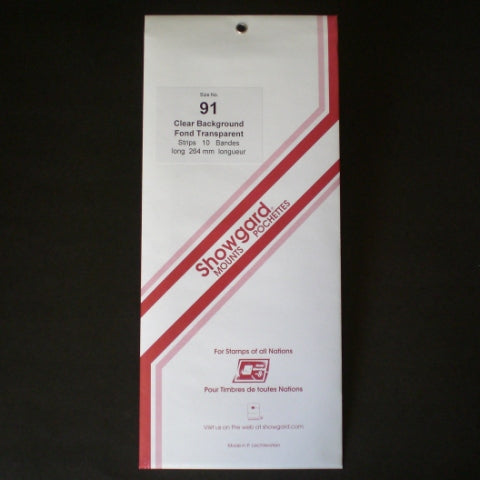 Size No.
91
Clear Background
Fond Transparent
Strips 10 Bandes
long 264 mm longueur
Showgard
MOUNTS POCHETTES
For Stamps of all Nations
Pour Timbres de toutes Nations
Visit us on the web at showgard.com
Made in P. Liechtenstein